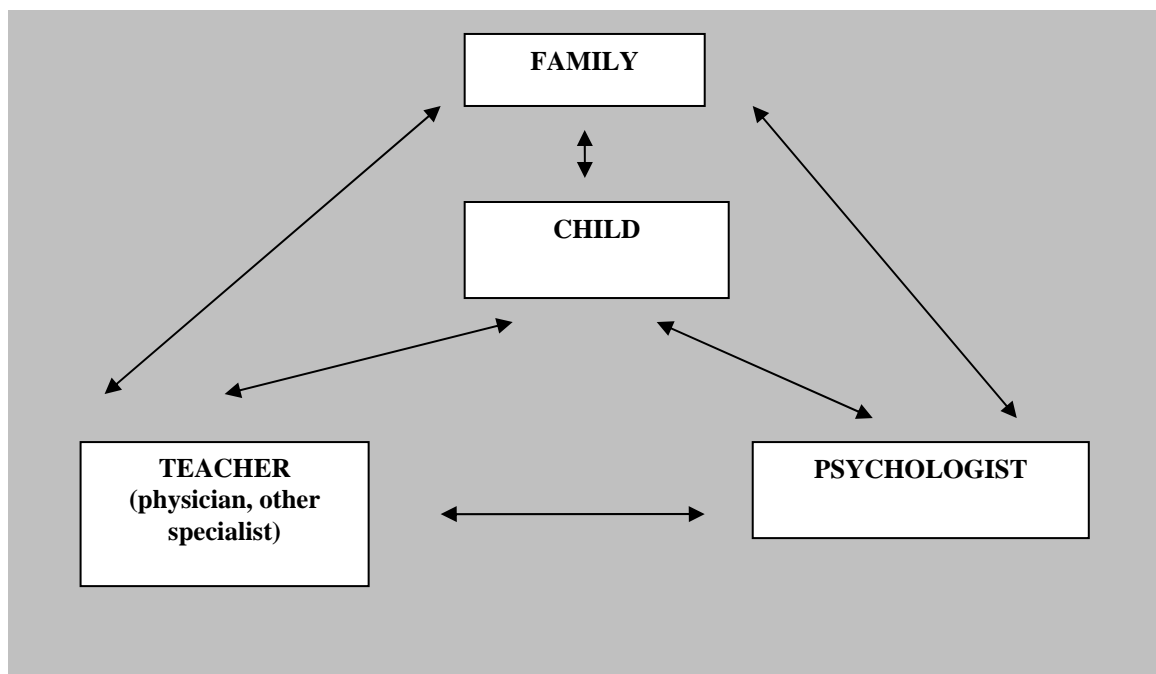 FAMILY
CHILD
TEACHER
(physician, other
specialist)
PSYCHOLOGIST